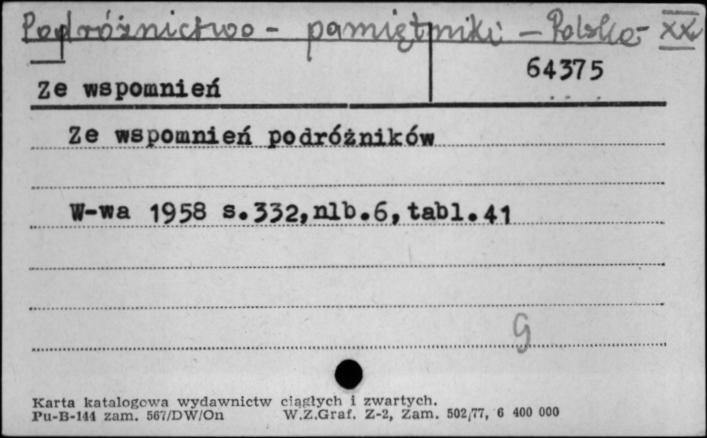 Podróżnictwo - pamiętniki - Polska - XX w
64375
Ze wspomnień
Ze wspomnień podróżników
W-wa 1958 s.332,nlb.6,tabl.41
G
Karta katalogowa wydawnictw ciągłych i zwartych.
Pu-B-144 zam. 567/DW/On W.Z.Graf. Z-2, Zam. 502/77, 6 400 000